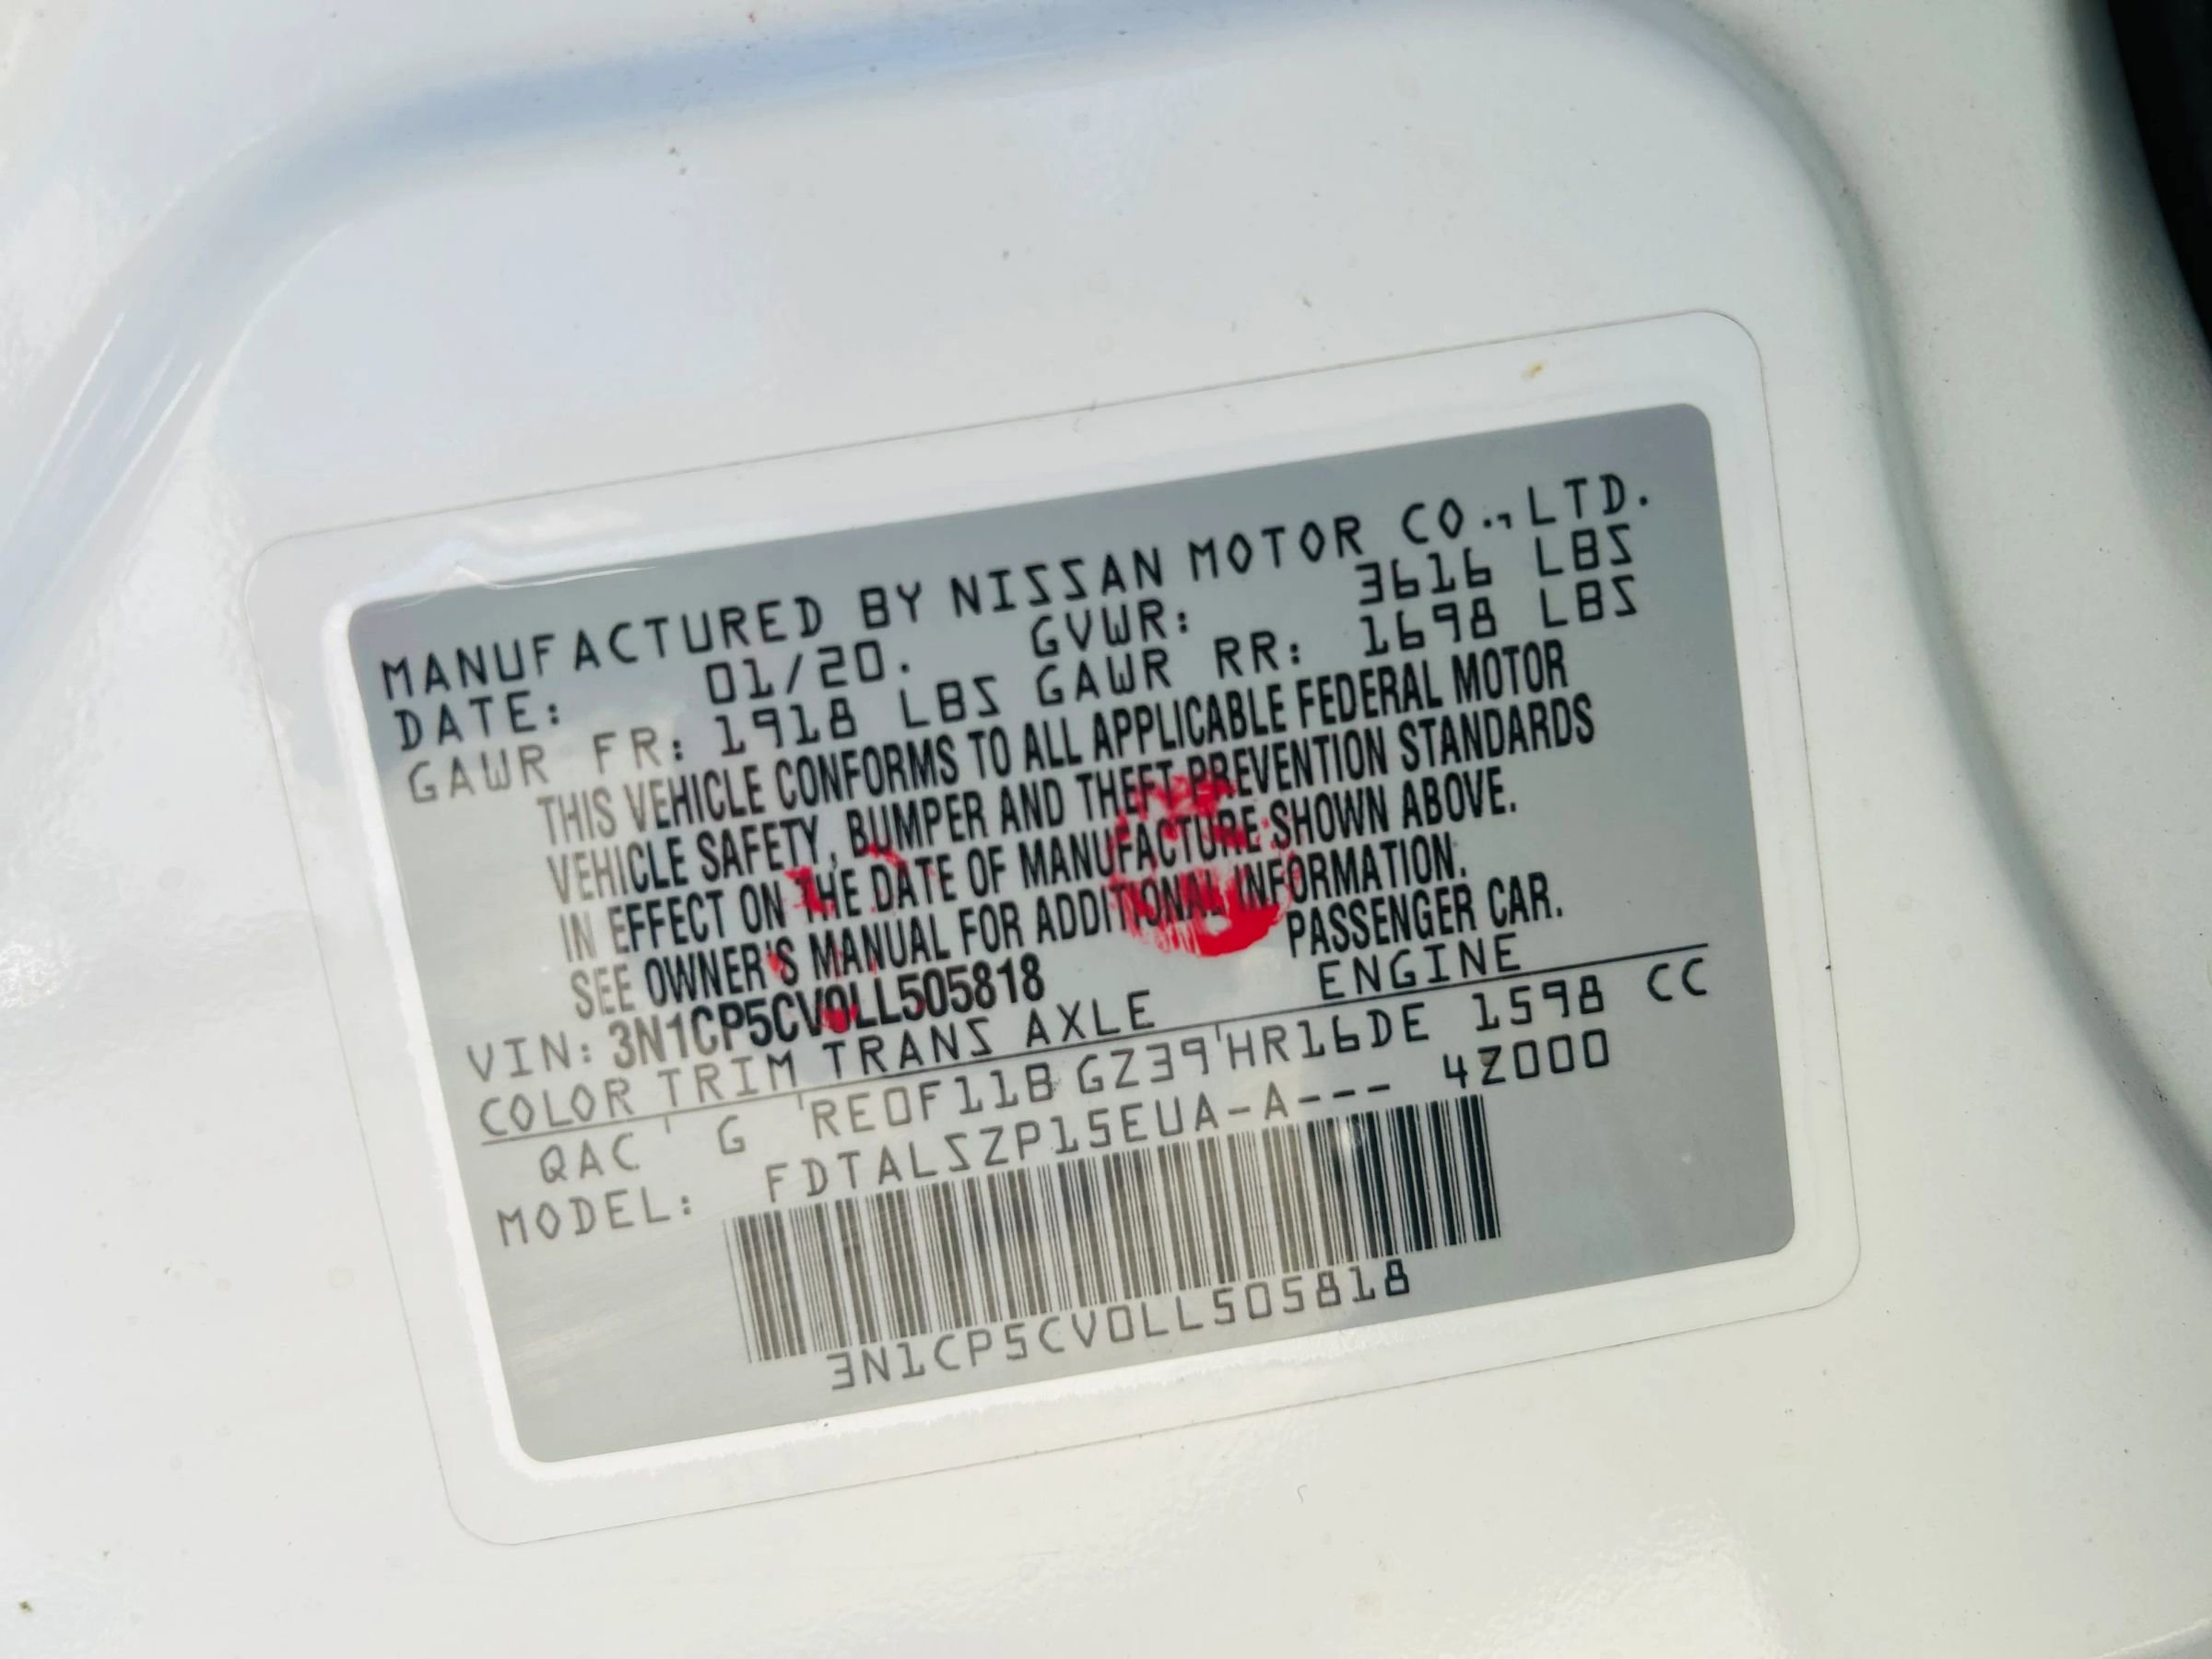 MANUFACTURED BY NISSAN MOTOR CO.,LTD.
DATE: 01/20. GVWR: 3616 LBS
GAWR FR: 1918 LBS GAWR RR: 1698 LBS
THIS VEHICLE CONFORMS TO ALL APPLICABLE FEDERAL MOTOR
VEHICLE SAFETY, BUMPER AND THEFT PREVENTION STANDARDS
IN EFFECT ON THE DATE OF MANUFACTURE SHOWN ABOVE.
SEE OWNER'S MANUAL FOR ADDITIONAL INFORMATION.
VIN: 3N1CP5CV0LL505818 PASSENGER CAR.
COLOR TRIM TRANS AXLE ENGINE
QAC G RE0F11B GZ39 HR16DE 1598 CC
MODEL: FDTALSZP15EUA-A--- 4Z000
3N1CP5CV0LL505818